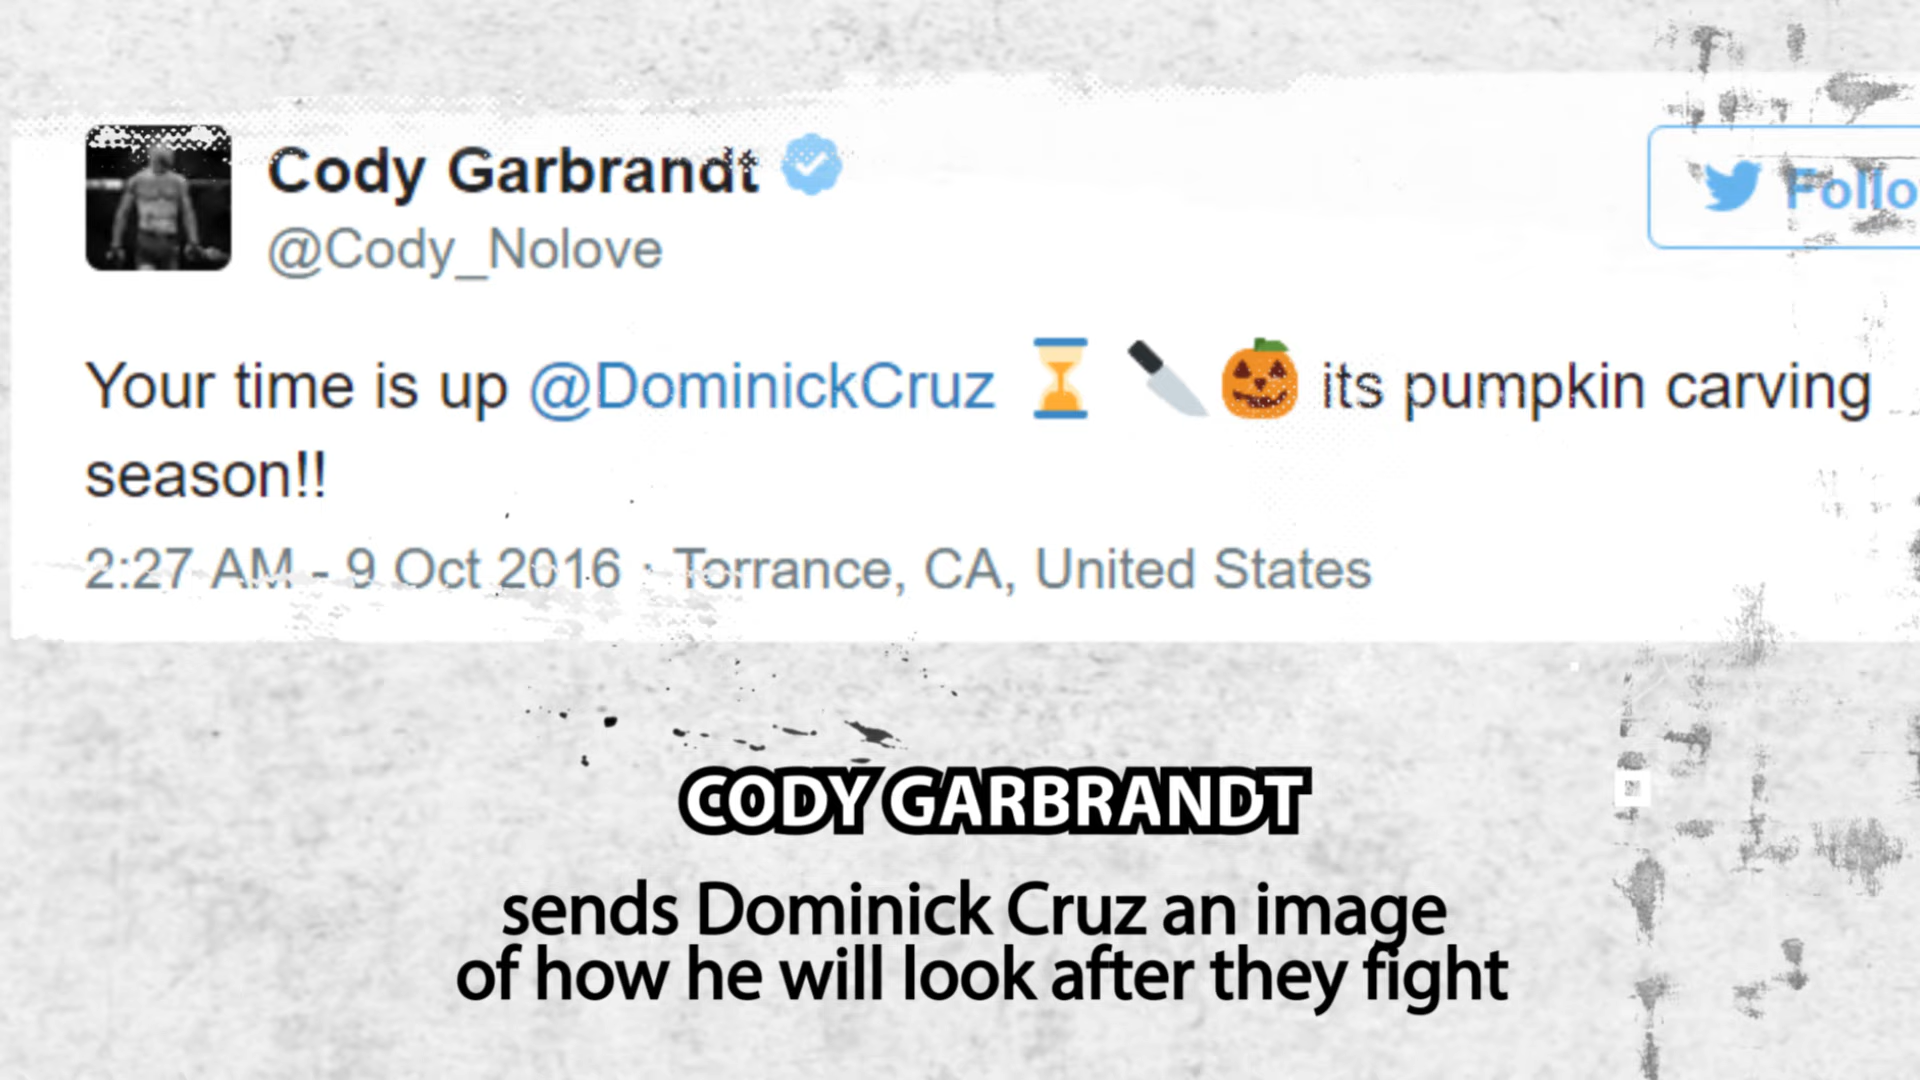 Cody Garbrandt
@Cody_Nolove
Follo
Your time is up @DominickCruz ⏳ 🔪🎃 its pumpkin carving
season!!
2:27 AM - 9 Oct 2016 · Torrance, CA, United States
CODY GARBRANDT
sends Dominick Cruz an image
of how he will look after they fight